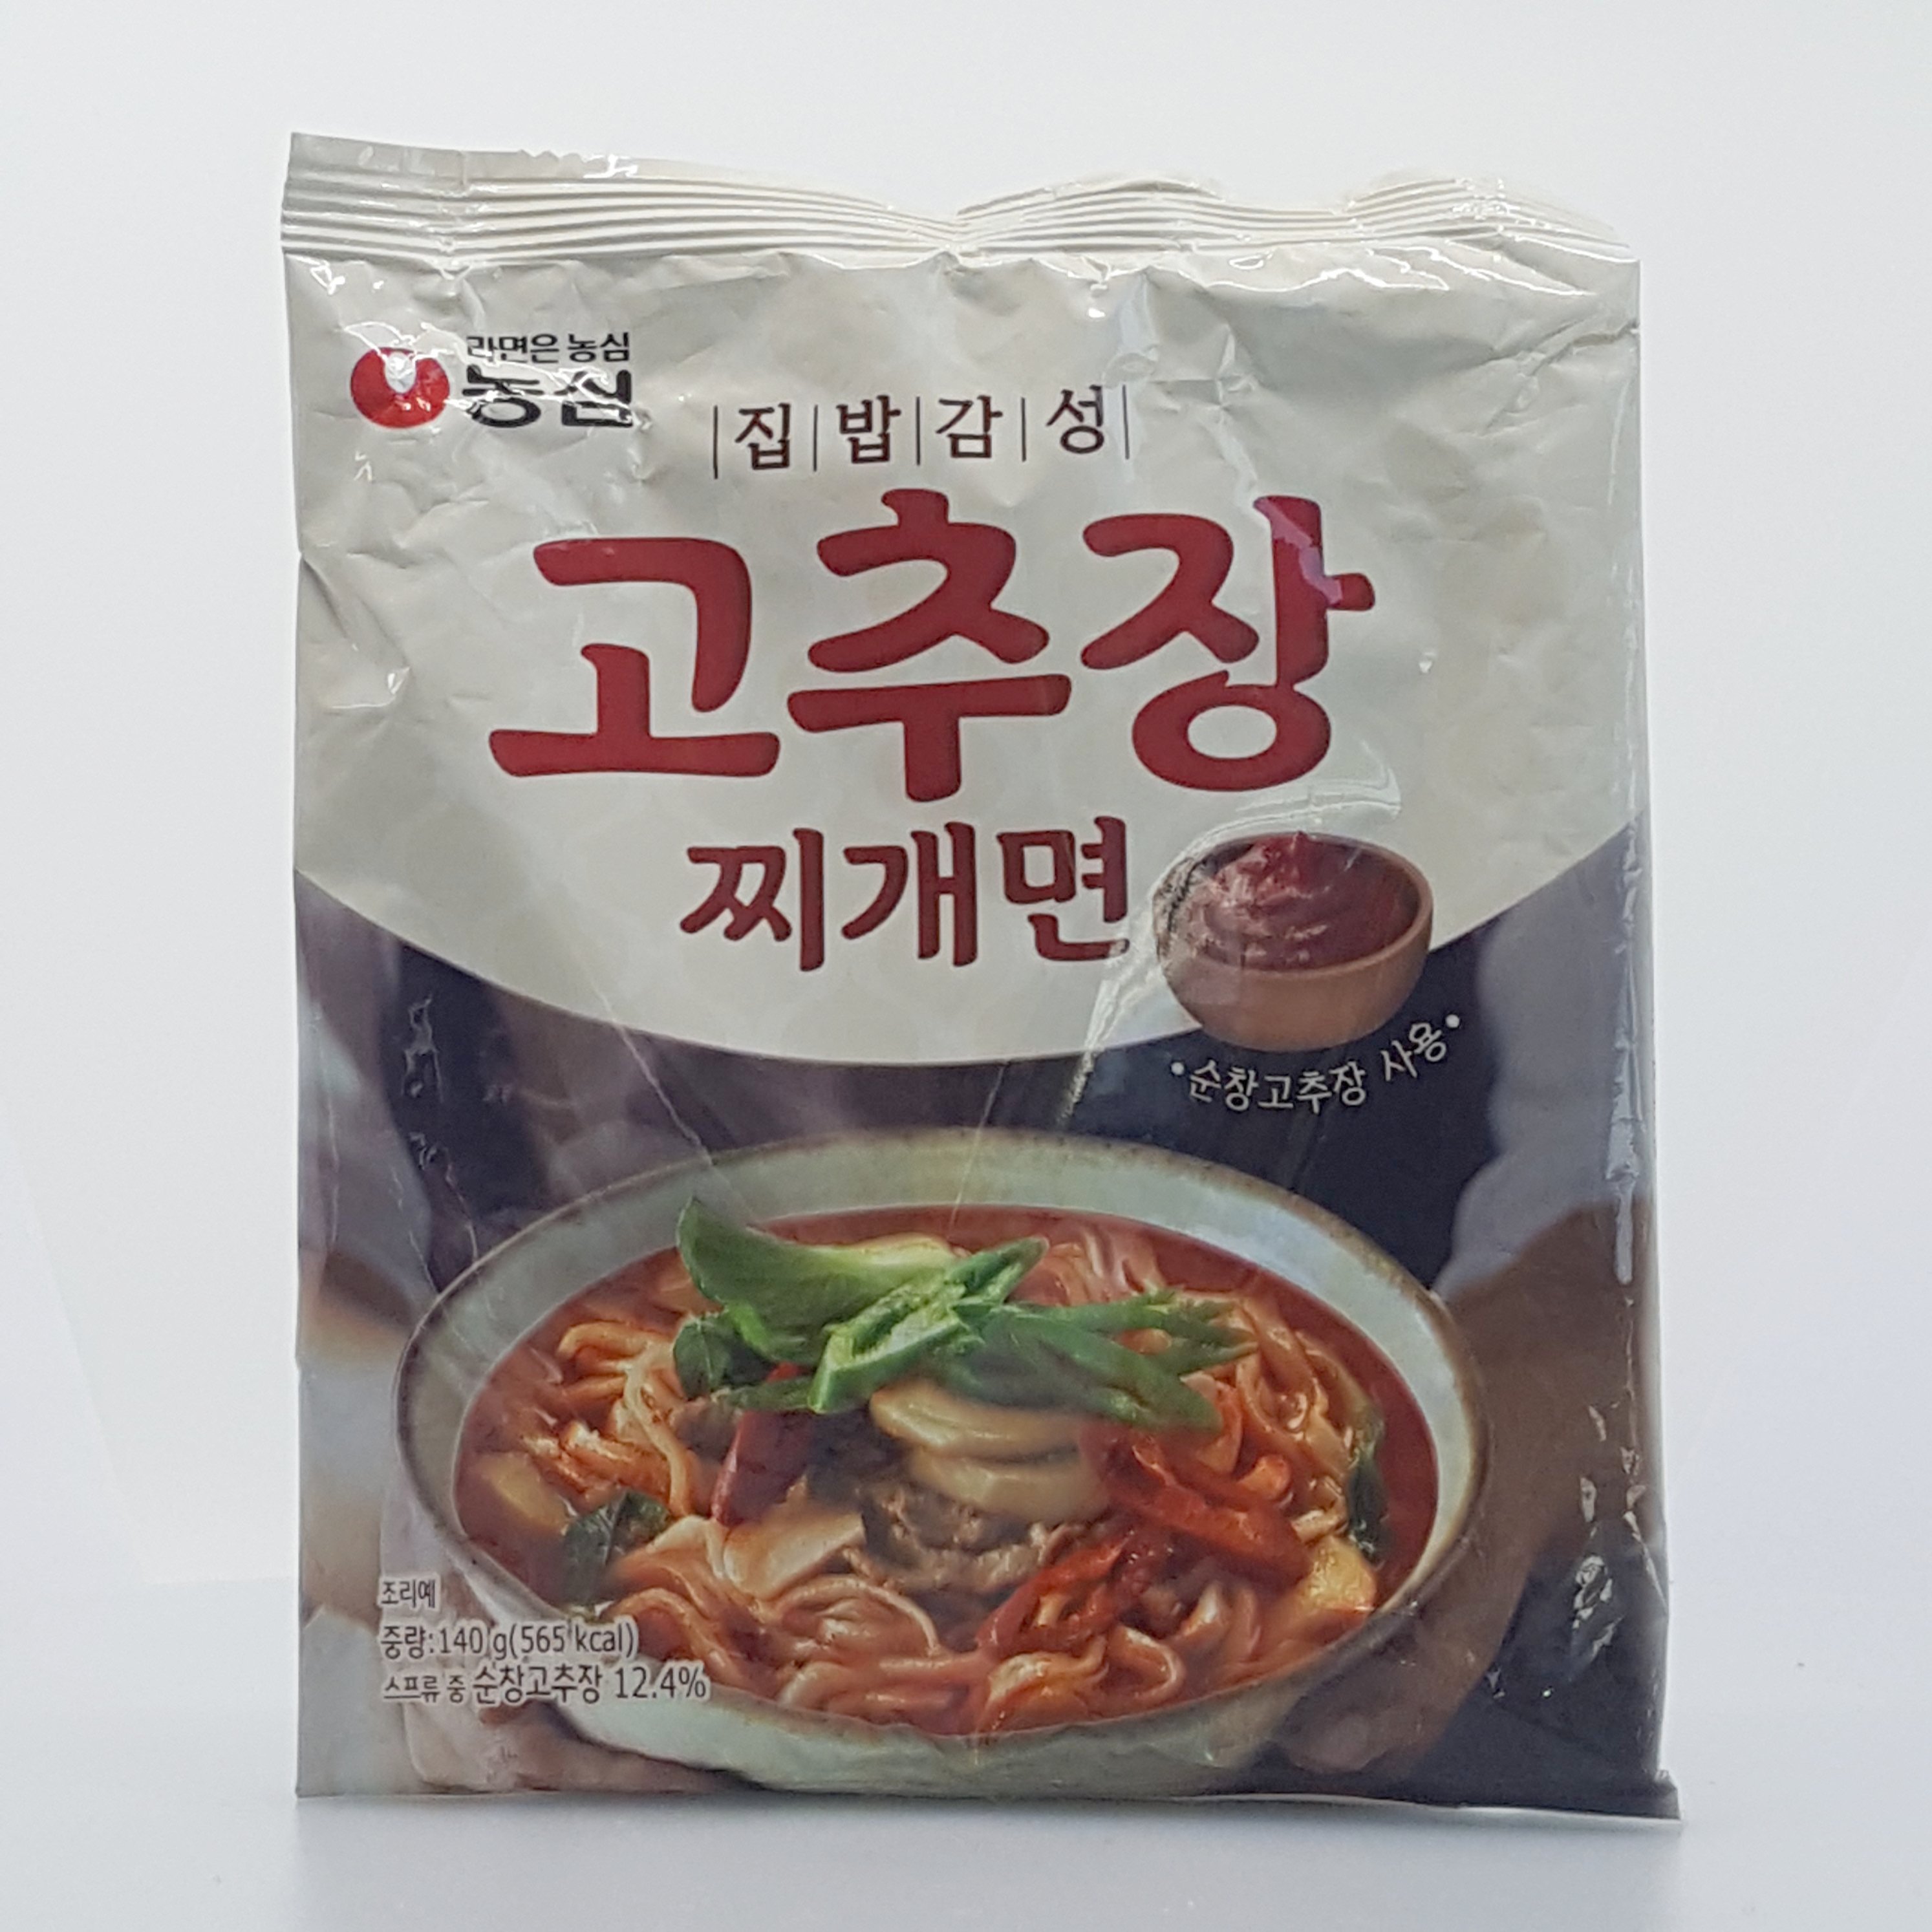 라면은 농심
농심
집밥감성
고추장
찌개면
•순창고추장 사용•
조리예
중량:140 g(565 kcal)
스프류 중 순창고추장 12.4%